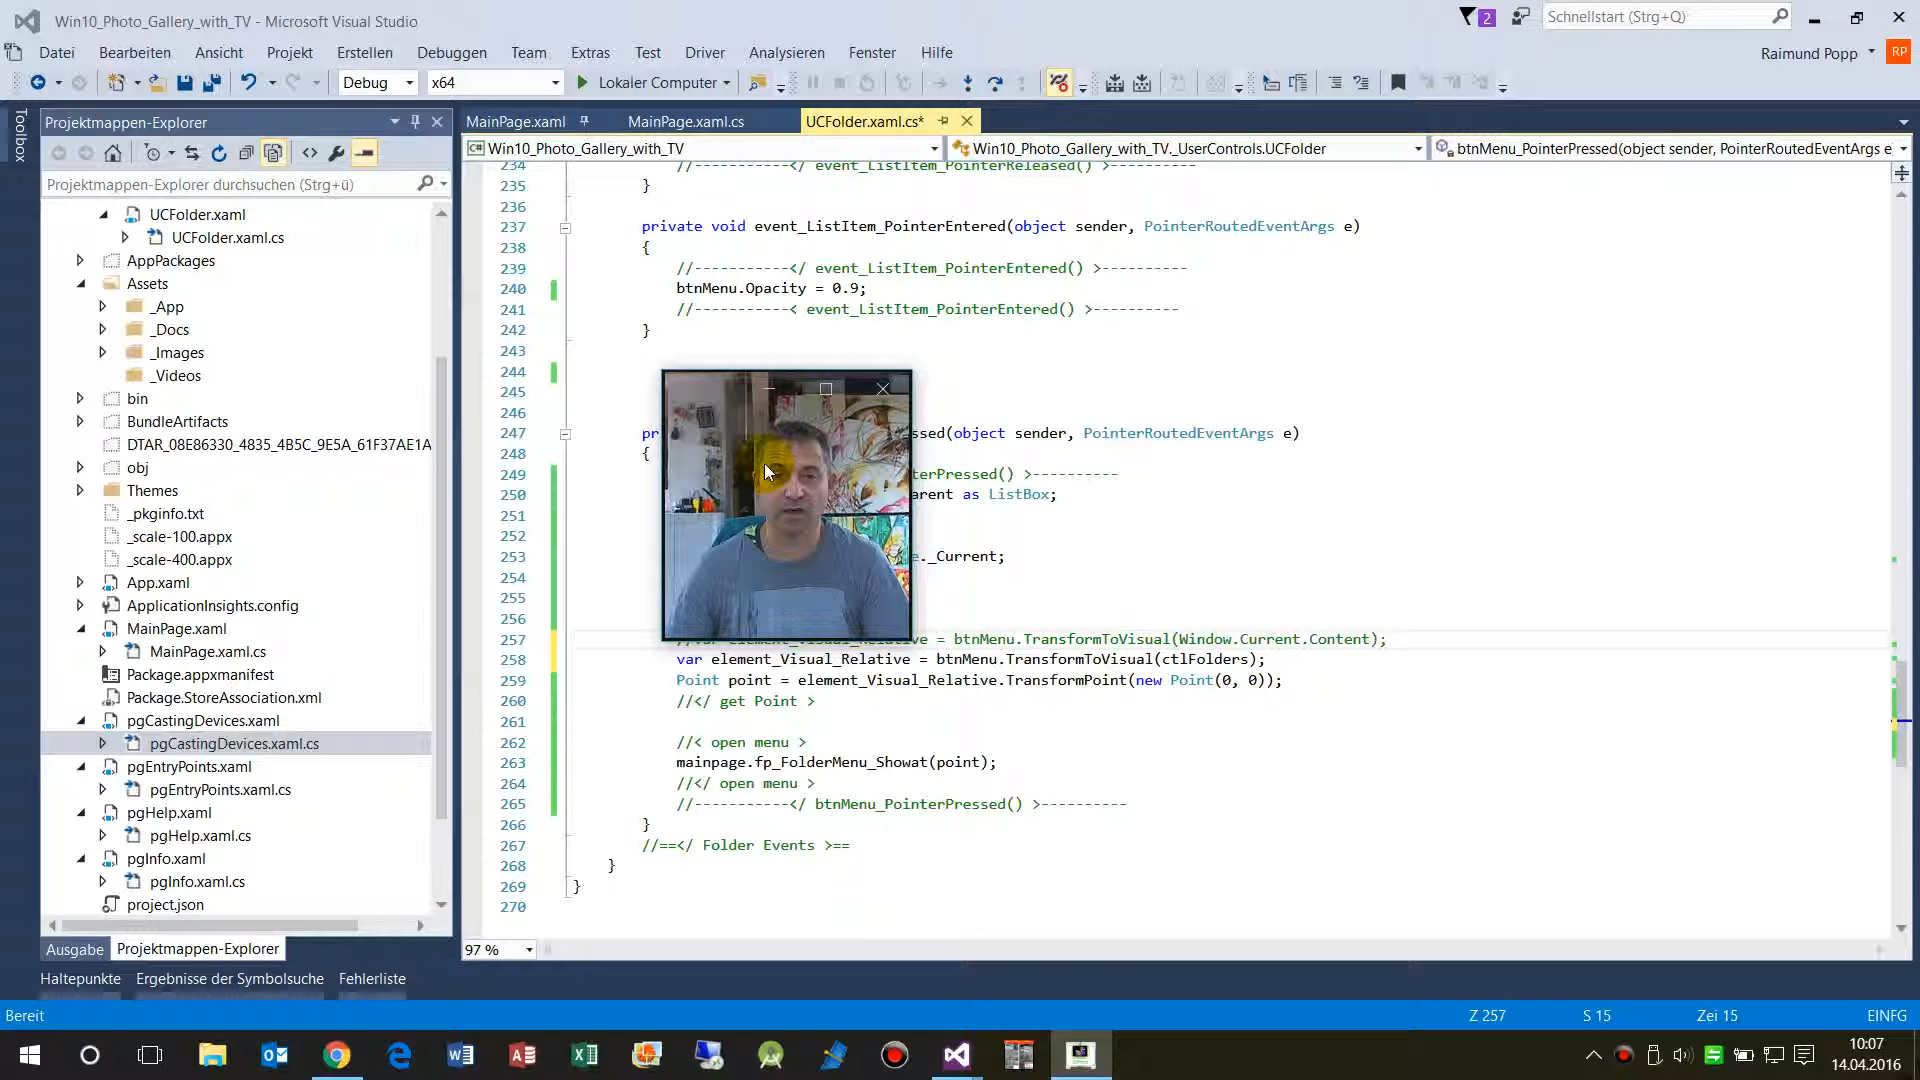 Win10_Photo_Gallery_with_TV - Microsoft Visual Studio
2
Schnellstart (Strg+Q)
Datei Bearbeiten Ansicht Projekt Erstellen Debuggen Team Extras Test Driver Analysieren Fenster Hilfe
Raimund Popp
RP
Debug x64 Lokaler Computer
Toolbox
Projektmappen-Explorer
MainPage.xaml MainPage.xaml.cs UCFolder.xaml.cs*
C# Win10_Photo_Gallery_with_TV
Win10_Photo_Gallery_with_TV._UserControls.UCFolder
btnMenu_PointerPressed(object sender, PointerRoutedEventArgs e
Projektmappen-Explorer durchsuchen (Strg+ü)
UCFolder.xaml
UCFolder.xaml.cs
AppPackages
Assets
_App
_Docs
_Images
_Videos
bin
BundleArtifacts
DTAR_08E86330_4835_4B5C_9E5A_61F37AE1A
obj
Themes
_pkginfo.txt
_scale-100.appx
_scale-400.appx
App.xaml
ApplicationInsights.config
MainPage.xaml
MainPage.xaml.cs
Package.appxmanifest
Package.StoreAssociation.xml
pgCastingDevices.xaml
pgCastingDevices.xaml.cs
pgEntryPoints.xaml
pgEntryPoints.xaml.cs
pgHelp.xaml
pgHelp.xaml.cs
pgInfo.xaml
pgInfo.xaml.cs
project.json
234 //-----------</ event_ListItem_PointerReleased() >----------
235 }
236
237 private void event_ListItem_PointerEntered(object sender, PointerRoutedEventArgs e)
238 {
239 //-----------</ event_ListItem_PointerEntered() >----------
240 btnMenu.Opacity = 0.9;
241 //-----------< event_ListItem_PointerEntered() >----------
242 }
243
244
245
246
247 pr ssed(object sender, PointerRoutedEventArgs e)
248 {
249 terPressed() >----------
250 arent as ListBox;
251
252
253 e._Current;
254
255
256
257 = btnMenu.TransformToVisual(Window.Current.Content);
258 var element_Visual_Relative = btnMenu.TransformToVisual(ctlFolders);
259 Point point = element_Visual_Relative.TransformPoint(new Point(0, 0));
260 //</ get Point >
261
262 //< open menu >
263 mainpage.fp_FolderMenu_Showat(point);
264 //</ open menu >
265 //-----------</ btnMenu_PointerPressed() >----------
266 }
267 //==</ Folder Events >==
268 }
269 }
270
97 %
Ausgabe Projektmappen-Explorer
Haltepunkte Ergebnisse der Symbolsuche Fehlerliste
Bereit Z 257 S 15 Zei 15 EINFG
10:07
14.04.2016